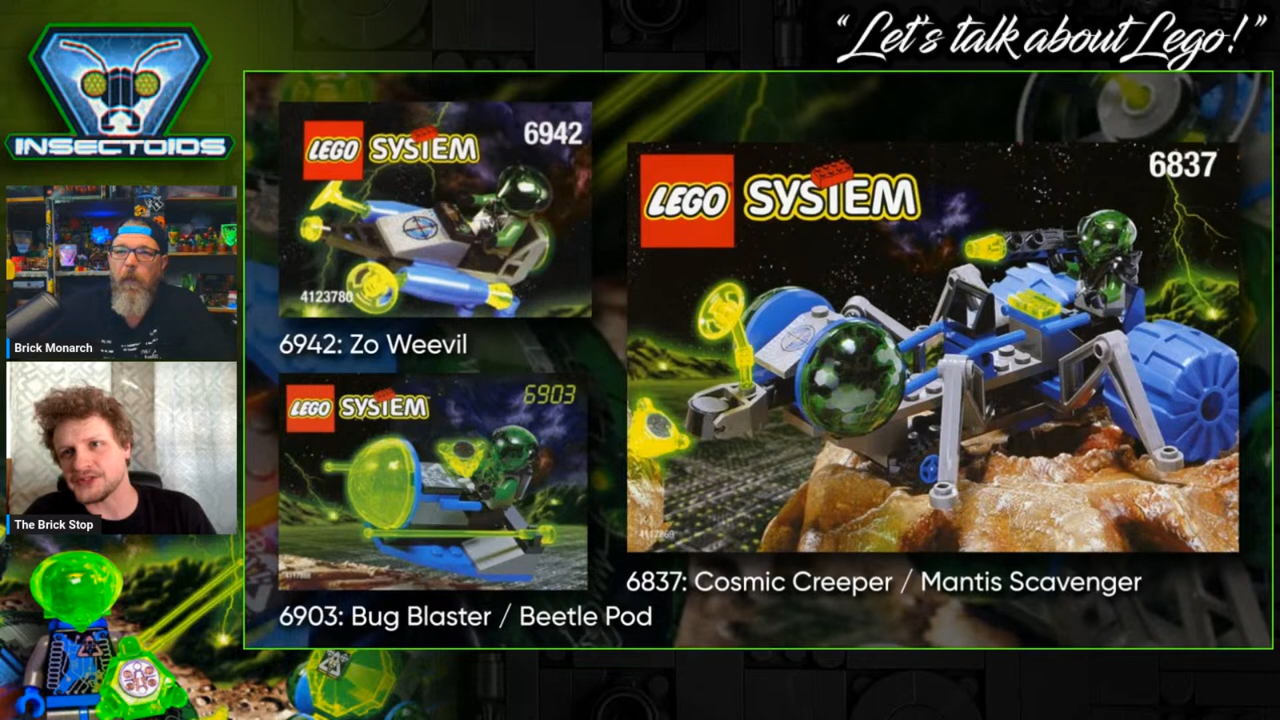 “Let's talk about Lego!”
INSECTOIDS
LEGO SYSTEM 6942
4123780
6942: Zo Weevil
LEGO SYSTEM 6903
6903: Bug Blaster / Beetle Pod
LEGO SYSTEM 6837
6837: Cosmic Creeper / Mantis Scavenger
Brick Monarch
The Brick Stop